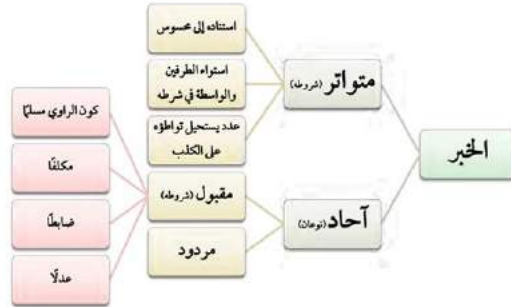 الخبر
متواتر (شروطه)
استناده إلى محسوس
استواء الطرفين
والواسطة في شرطه
عدد يستحيل تواطؤه
على الكذب
آحاد (نوعان)
مقبول (شروطه)
كون الراوي مسلمًا
مكلفًا
ضابطًا
عدلًا
مردود